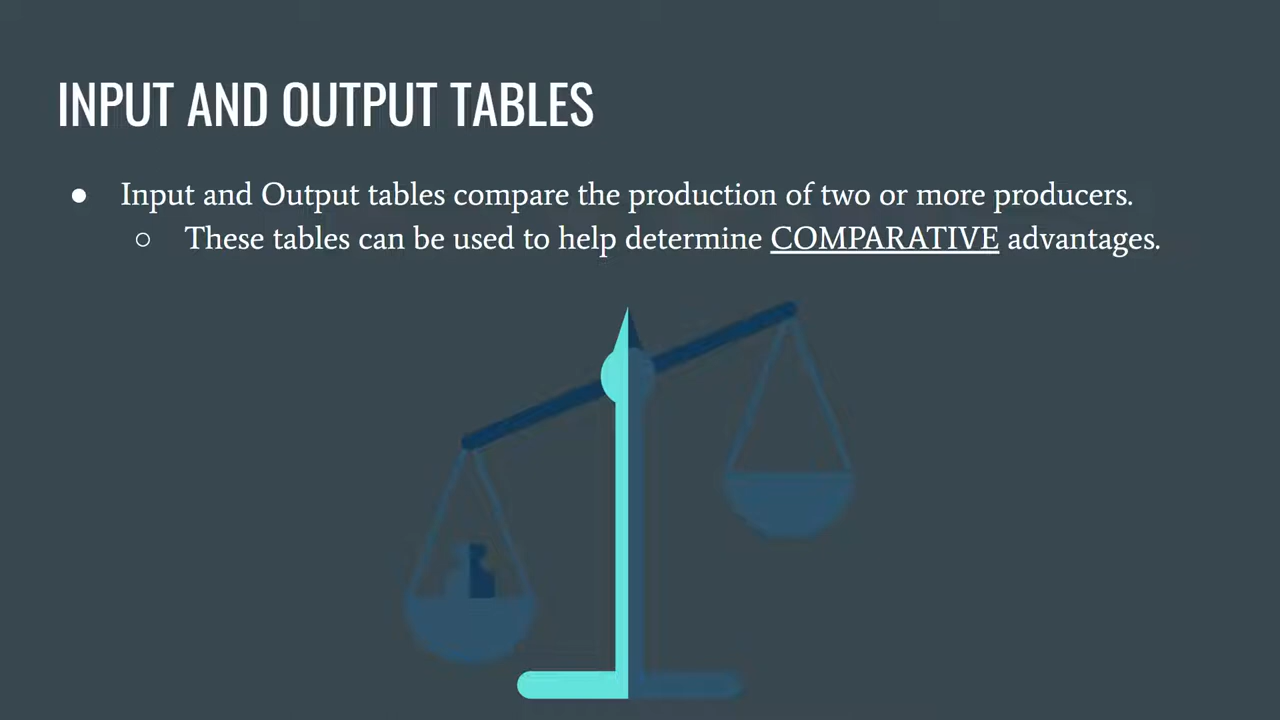 INPUT AND OUTPUT TABLES
● Input and Output tables compare the production of two or more producers.
○ These tables can be used to help determine COMPARATIVE advantages.